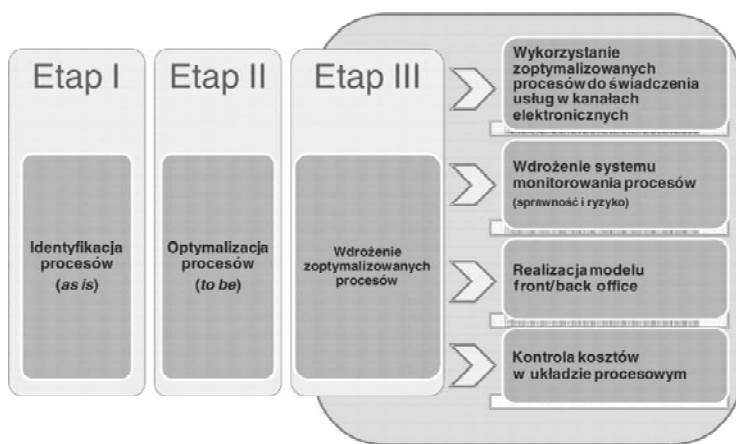 Etap I
Identyfikacja
procesów
(as is)
Etap II
Optymalizacja
procesów
(to be)
Etap III
Wdrożenie
zoptymalizowanych
procesów
Wykorzystanie
zoptymalizowanych
procesów do świadczenia
usług w kanałach
elektronicznych
Wdrożenie systemu
monitorowania procesów
(sprawność i ryzyko)
Realizacja modelu
front/back office
Kontrola kosztów
w układzie procesowym